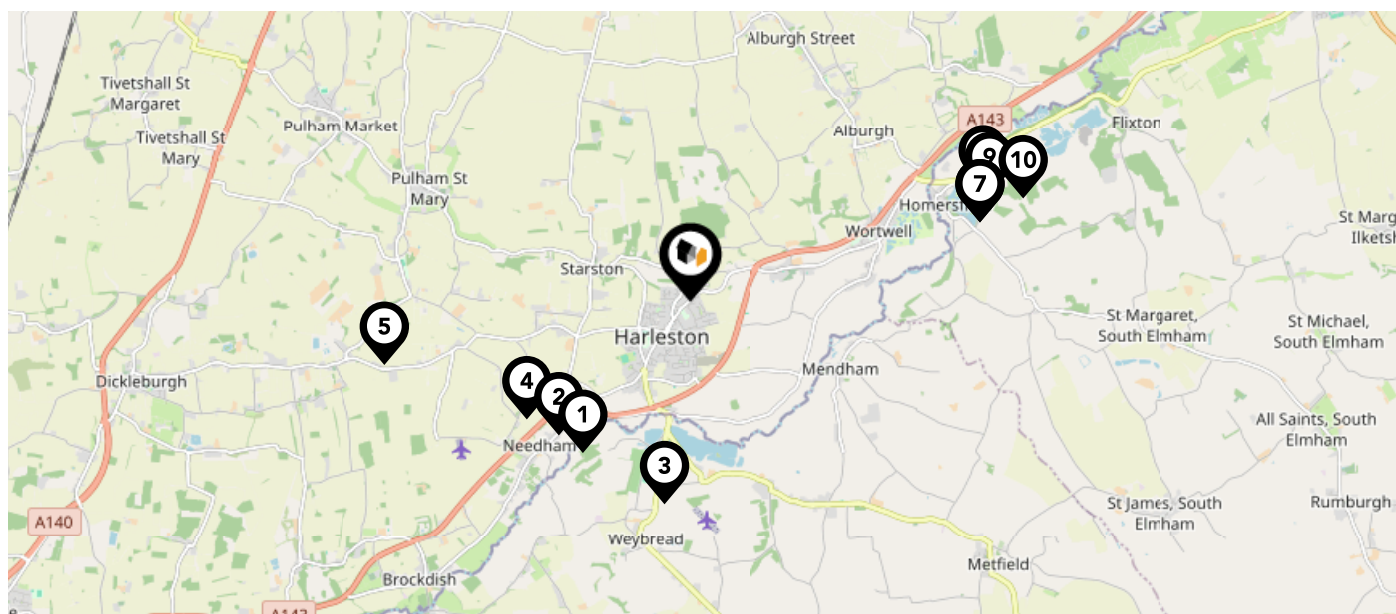 Alburgh Street
Tivetshall St
Margaret
Pulham Market
A143
Flixton
Alburgh
Tivetshall St
Mary
9
10
7
Pulham St
Mary
Homersf
St Marg
Ilketsh
Wortwell
Starston
5
Harleston
St Margaret,
South Elmham
St Michael,
South Elmham
Dickleburgh
Mendham
4
2
1
All Saints, South
Elmham
Needham
3
A140
St James, South
Elmham
Rumburgh
Weybread
Metfield
Brockdish
A143